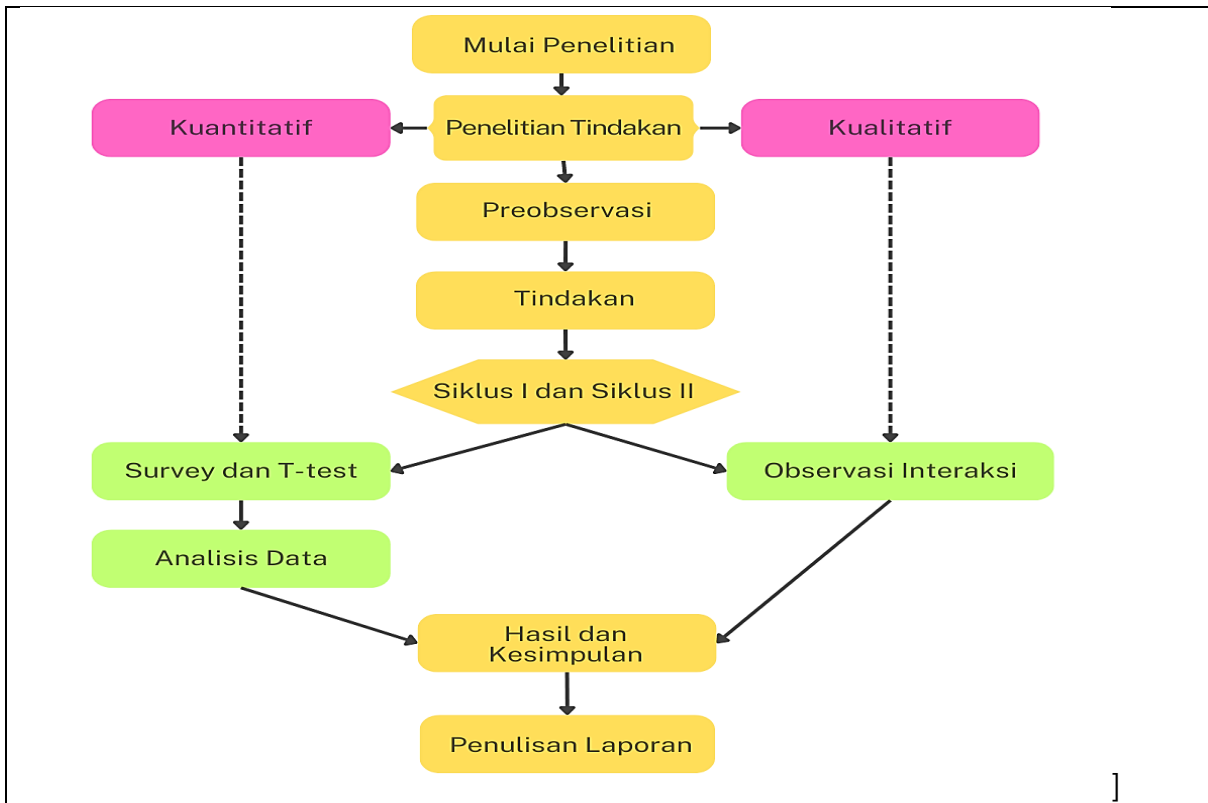 Mulai Penelitian
Kuantitatif
Penelitian Tindakan
Kualitatif
Preobservasi
Tindakan
Siklus I dan Siklus II
Survey dan T-test
Observasi Interaksi
Analisis Data
Hasil dan
Kesimpulan
Penulisan Laporan
]